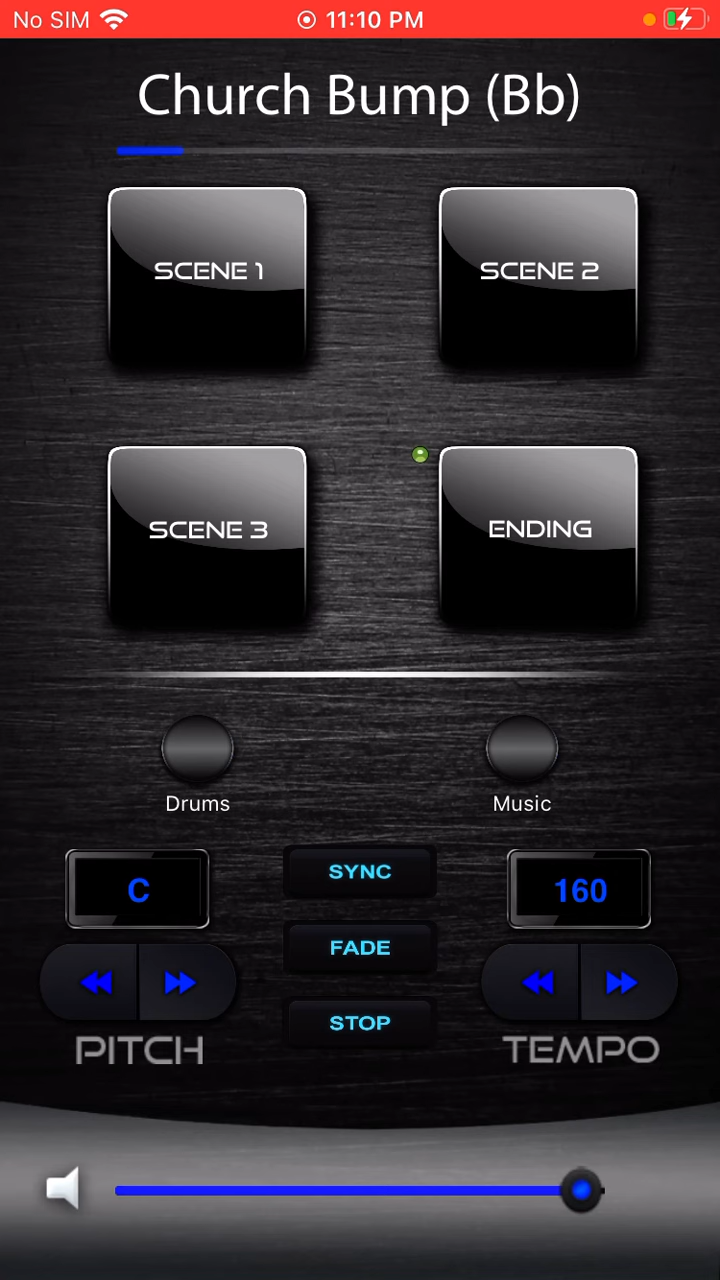 No SIM 11:10 PM
Church Bump (Bb)
SCENE 1 SCENE 2
SCENE 3 ENDING
Drums Music
C SYNC 160
FADE
STOP
PITCH TEMPO